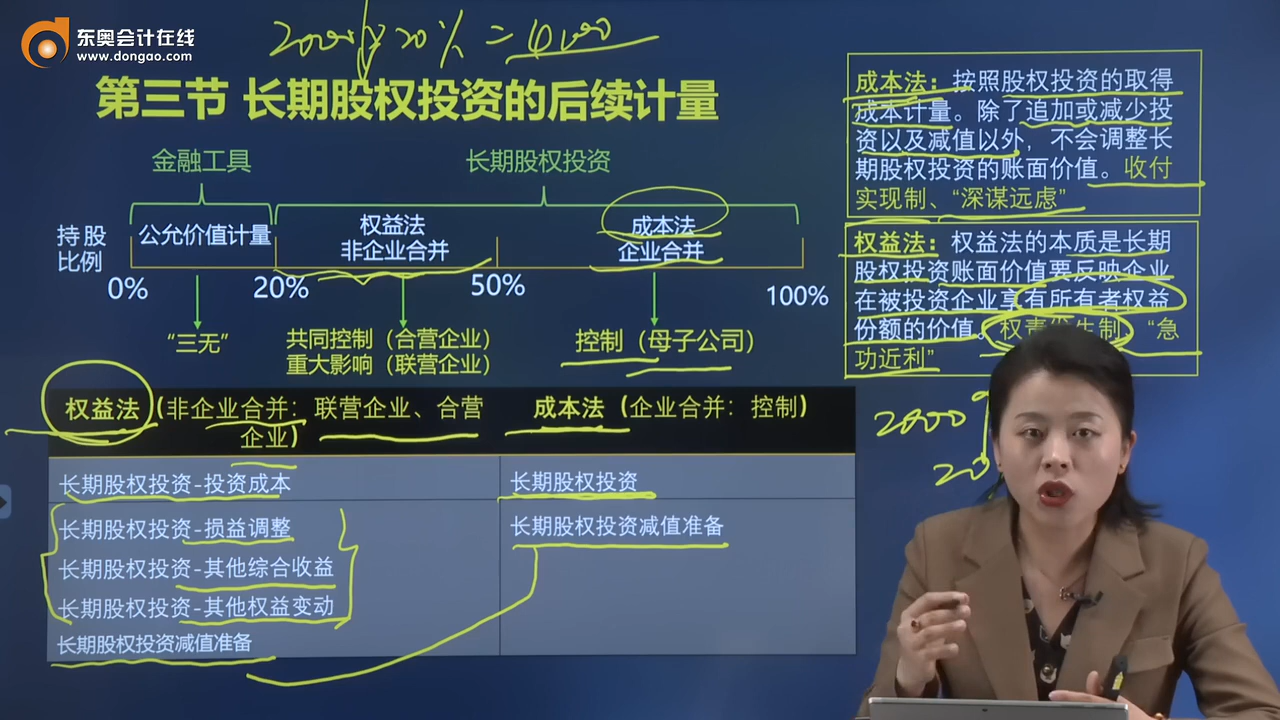 东奥会计在线
www.dongao.com
第三节 长期股权投资的后续计量
金融工具
长期股权投资
持股
比例
公允价值计量
权益法
非企业合并
成本法
企业合并
0%
20%
50%
100%
“三无”
共同控制（合营企业）
重大影响（联营企业）
控制（母子公司）
成本法：按照股权投资的取得
成本计量。除了追加或减少投
资以及减值以外，不会调整长
期股权投资的账面价值。收付
实现制、“深谋远虑”
权益法：权益法的本质是长期
股权投资账面价值要反映企业
在被投资企业享有所有者权益
份额的价值。权责发生制、“急
功近利”
权益法（非企业合并：联营企业、合营
企业）
成本法（企业合并：控制）
长期股权投资-投资成本
长期股权投资
长期股权投资-损益调整
长期股权投资减值准备
长期股权投资-其他综合收益
长期股权投资-其他权益变动
长期股权投资减值准备